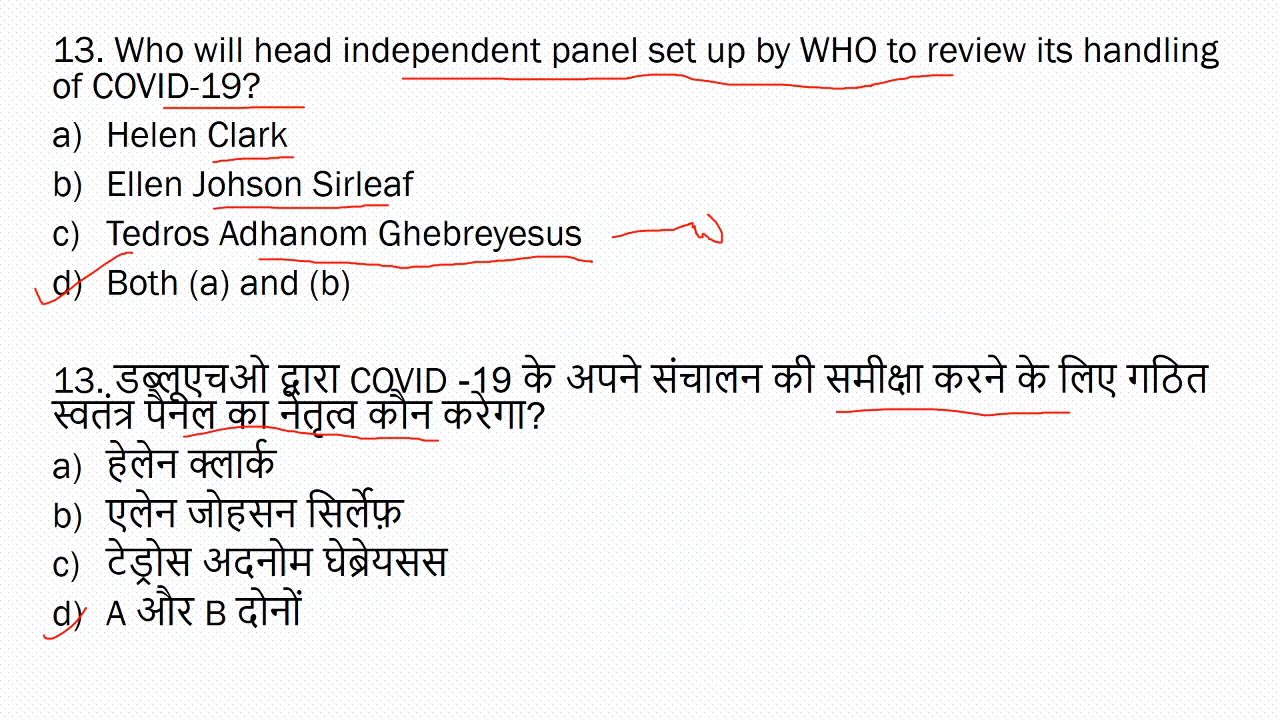 13. Who will head independent panel set up by WHO to review its handling
of COVID-19?
a) Helen Clark
b) Ellen Johson Sirleaf
c) Tedros Adhanom Ghebreyesus
d) Both (a) and (b)
13. डब्लूएचओ द्वारा COVID -19 के अपने संचालन की समीक्षा करने के लिए गठित
स्वतंत्र पैनल का नेतृत्व कौन करेगा?
a) हेलेन क्लार्क
b) एलेन जोहसन सिर्लेफ़
c) टेड्रोस अदनोम घेब्रेयसस
d) A और B दोनों